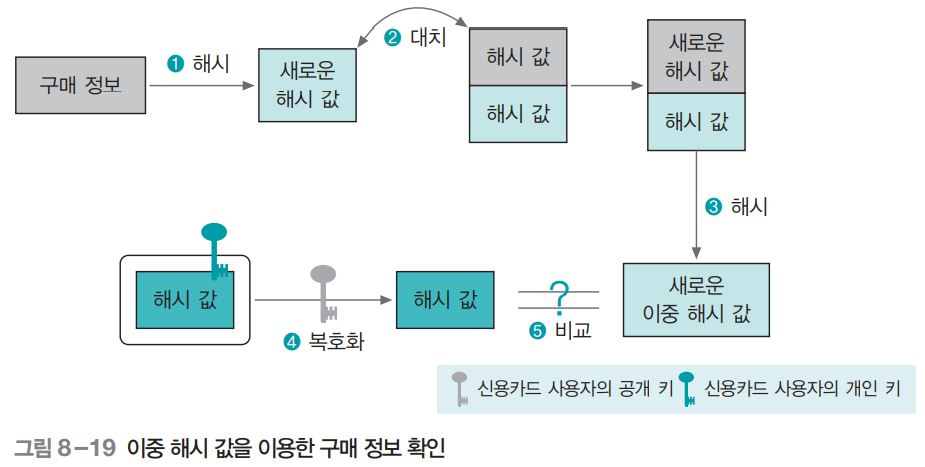 구매 정보
❶ 해시
새로운
해시 값
❷ 대치
해시 값
해시 값
새로운
해시 값
해시 값
❸ 해시
해시 값
❹ 복호화
해시 값
?
❺ 비교
새로운
이중 해시 값
신용카드 사용자의 공개 키
신용카드 사용자의 개인 키
그림 8-19 이중 해시 값을 이용한 구매 정보 확인